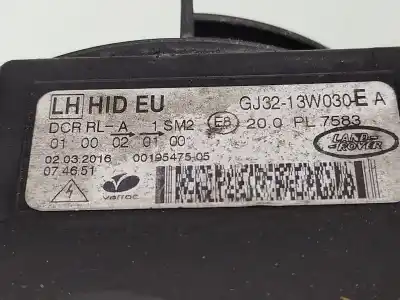 LH HID EU GJ32-13W030 E A
DCR RL-A 1 SM2 E8 20.0 PL 7583
01 00 02 01 00
LAND ROVER
02.03.2016 00195475 05
07 46 51
varroc